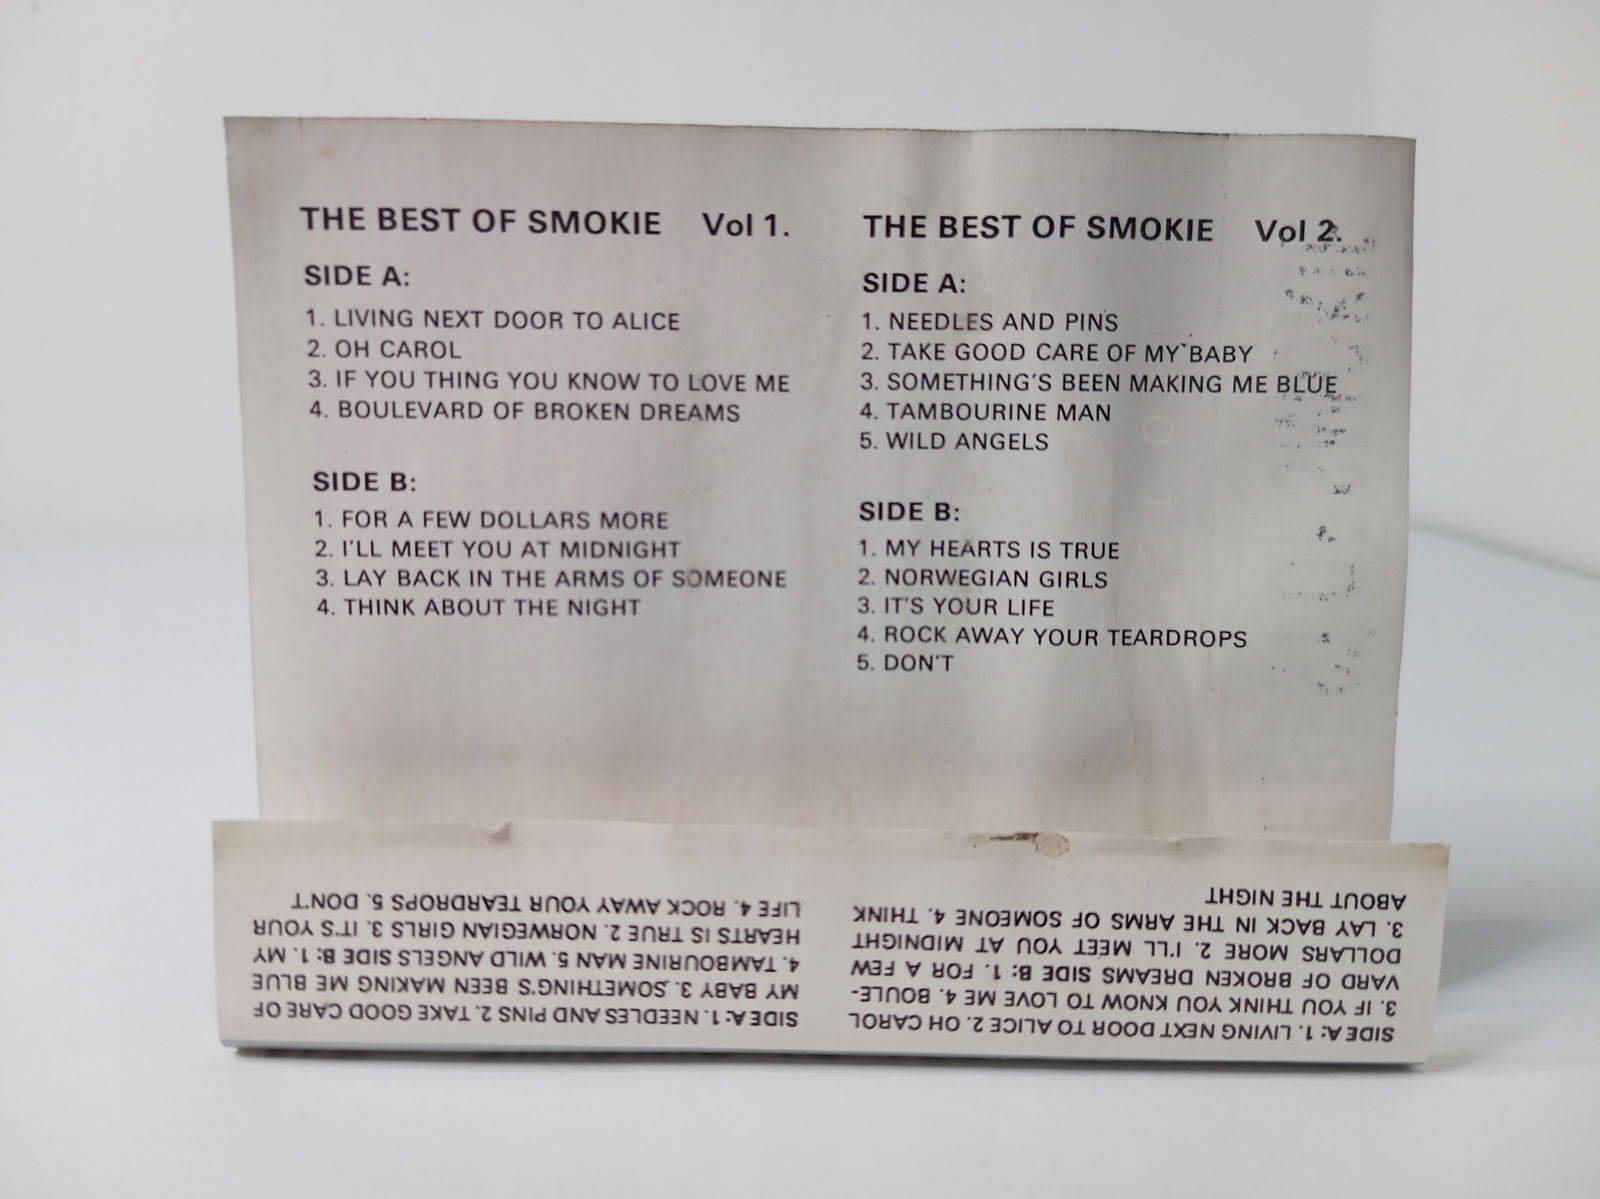 THE BEST OF SMOKIE Vol 1.
SIDE A:
1. LIVING NEXT DOOR TO ALICE
2. OH CAROL
3. IF YOU THING YOU KNOW TO LOVE ME
4. BOULEVARD OF BROKEN DREAMS
SIDE B:
1. FOR A FEW DOLLARS MORE
2. I'LL MEET YOU AT MIDNIGHT
3. LAY BACK IN THE ARMS OF SOMEONE
4. THINK ABOUT THE NIGHT
THE BEST OF SMOKIE Vol 2.
SIDE A:
1. NEEDLES AND PINS
2. TAKE GOOD CARE OF MY BABY
3. SOMETHING'S BEEN MAKING ME BLUE
4. TAMBOURINE MAN
5. WILD ANGELS
SIDE B:
1. MY HEARTS IS TRUE
2. NORWEGIAN GIRLS
3. IT'S YOUR LIFE
4. ROCK AWAY YOUR TEARDROPS
5. DON'T
SIDE A: 1. LIVING NEXT DOOR TO ALICE 2. OH CAROL
3. IF YOU THINK YOU KNOW TO LOVE ME 4. BOULE-
VARD OF BROKEN DREAMS SIDE B: 1. FOR A FEW
DOLLARS MORE 2. I'LL MEET YOU AT MIDNIGHT
3. LAY BACK IN THE ARMS OF SOMEONE 4. THINK
ABOUT THE NIGHT
SIDE A: 1. NEEDLES AND PINS 2. TAKE GOOD CARE OF
MY BABY 3. SOMETHING'S BEEN MAKING ME BLUE
4. TAMBOURINE MAN 5. WILD ANGELS SIDE B: 1. MY
HEARTS IS TRUE 2. NORWEGIAN GIRLS 3. IT'S YOUR
LIFE 4. ROCK AWAY YOUR TEARDROPS 5. DON'T